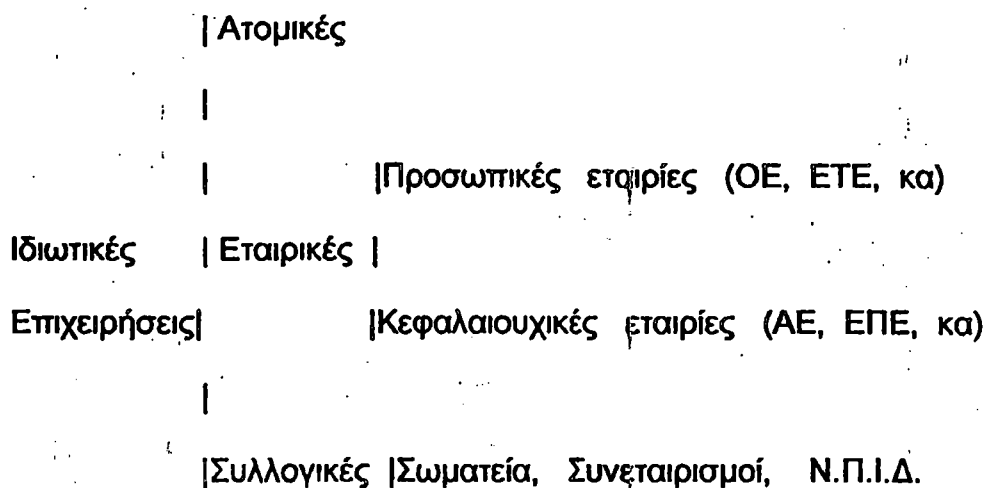 |Ατομικές
|
| |Προσωπικές εταιρίες (ΟΕ, ΕΤΕ, κα)
Ιδιωτικές | Εταιρικές |
Επιχειρήσεις| |Κεφαλαιουχικές εταιρίες (ΑΕ, ΕΠΕ, κα)
|
|Συλλογικές |Σωματεία, Συνεταιρισμοί, Ν.Π.Ι.Δ.